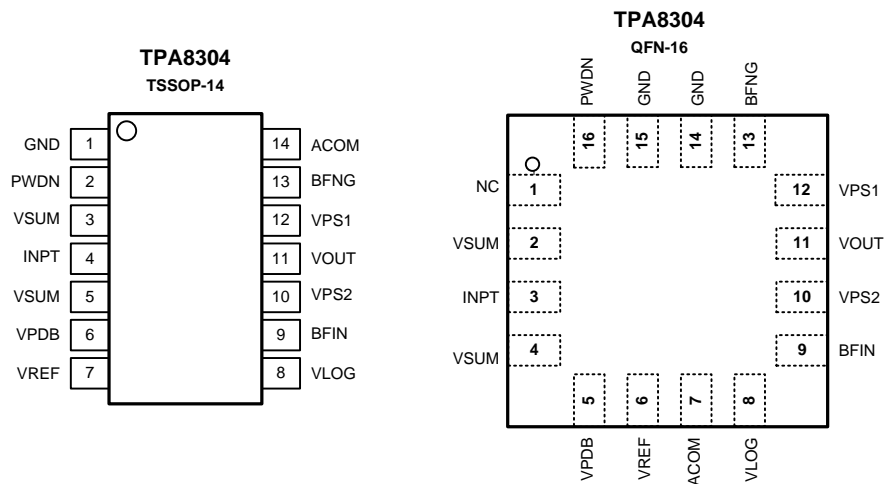 TPA8304
TSSOP-14
GND 1
PWDN 2
VSUM 3
INPT 4
VSUM 5
VPDB 6
VREF 7
14 ACOM
13 BFNG
12 VPS1
11 VOUT
10 VPS2
9 BFIN
8 VLOG
TPA8304
QFN-16
PWDN GND GND BFNG
16 15 14 13
NC 1
VSUM 2
INPT 3
VSUM 4
12 VPS1
11 VOUT
10 VPS2
9 BFIN
5 6 7 8
VPDB VREF ACOM VLOG